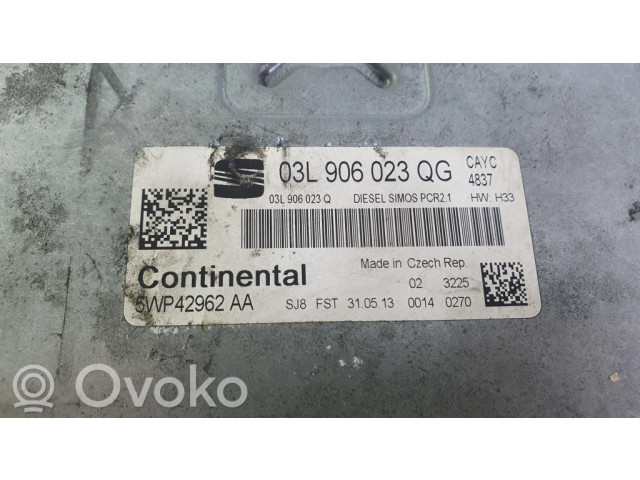 03L 906 023 QG CAYC
4837
03L 906 023 Q DIESEL SIMOS PCR2.1 HW: H33
Continental Made in Czech Rep.
02 3225
5WP42962 AA SJ8 FST 31.05.13 0014 0270
© Ovoko